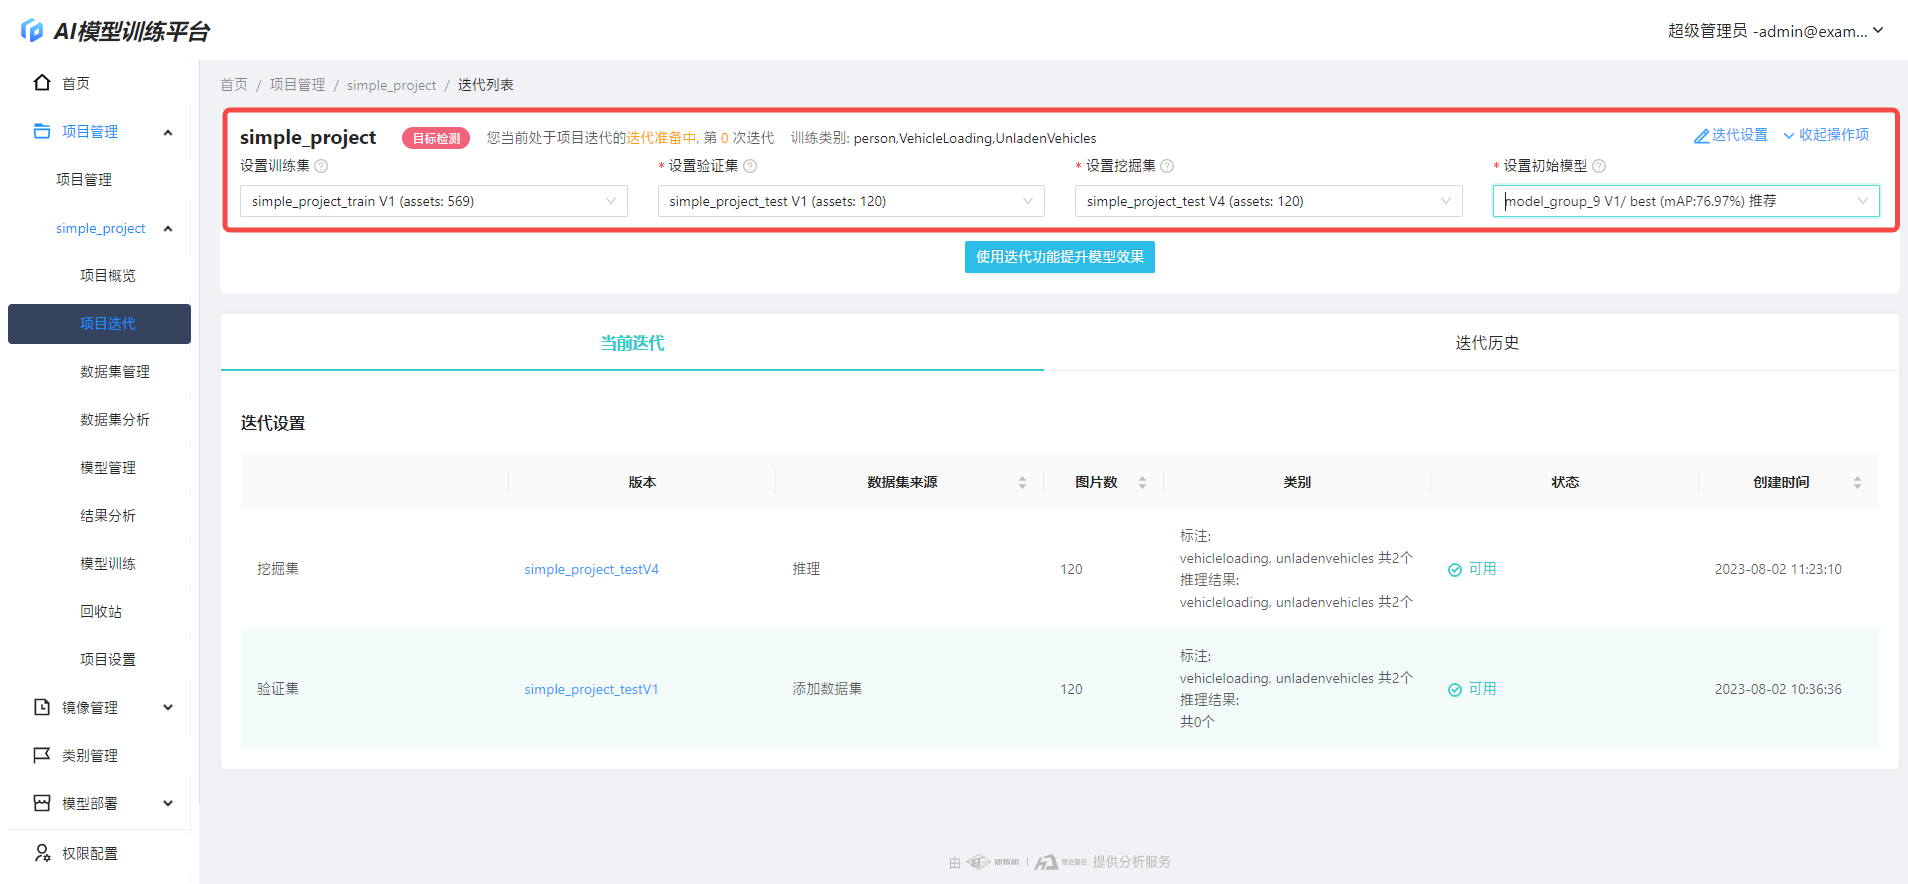 AI模型训练平台
超级管理员 -admin@exam...
首页
项目管理
项目管理
simple_project
项目概览
项目迭代
数据集管理
数据集分析
模型管理
结果分析
模型训练
回收站
项目设置
镜像管理
类别管理
模型部署
权限配置
首页 / 项目管理 / simple_project / 迭代列表
simple_project 目标检测 您当前处于项目迭代的迭代准备中, 第 0 次迭代 训练类别: person,VehicleLoading,UnladenVehicles 迭代设置 收起操作项
设置训练集 * 设置验证集 * 设置挖掘集 * 设置初始模型
simple_project_train V1 (assets: 569) simple_project_test V1 (assets: 120) simple_project_test V4 (assets: 120) model_group_9 V1/ best (mAP:76.97%) 推荐
使用迭代功能提升模型效果
当前迭代 迭代历史
迭代设置
版本 数据集来源 图片数 类别 状态 创建时间
挖掘集 simple_project_testV4 推理 120 标注:
vehicleloading, unladenvehicles 共2个
推理结果:
vehicleloading, unladenvehicles 共2个
可用 2023-08-02 11:23:10
验证集 simple_project_testV1 添加数据集 120 标注:
vehicleloading, unladenvehicles 共2个
推理结果:
共0个
可用 2023-08-02 10:36:36
由 | 提供分析服务